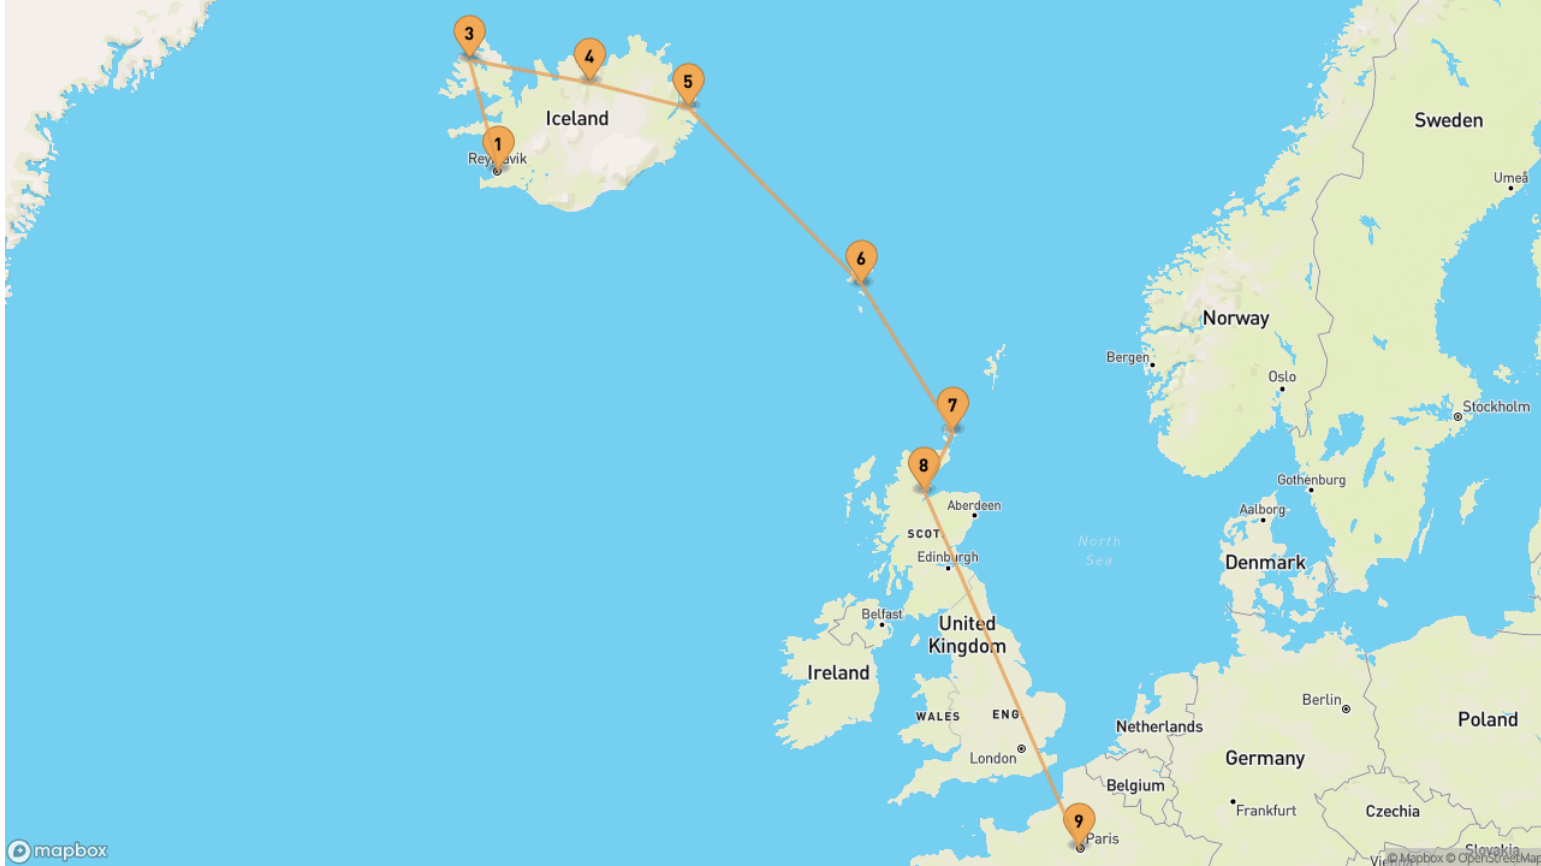 3
4
5
Iceland
Sweden
1
Reykjavik
Umeå
6
Norway
Bergen
Oslo
7
Stockholm
8
Gothenburg
Aberdeen
Aalborg
SCOT.
North
Sea
Edinburgh
Denmark
Belfast
United
Kingdom
Ireland
Berlin
WALES
ENG.
Netherlands
Poland
London
Germany
Belgium
Frankfurt
Czechia
9
Paris
Slovakia
mapbox
© Mapbox © OpenStreetMap